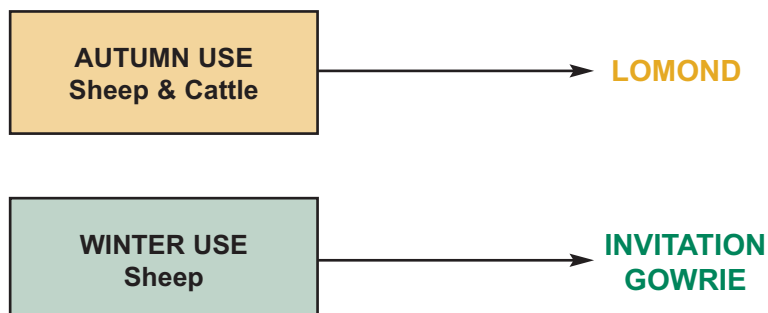 AUTUMN USE
Sheep & Cattle
LOMOND
WINTER USE
Sheep
INVITATION
GOWRIE